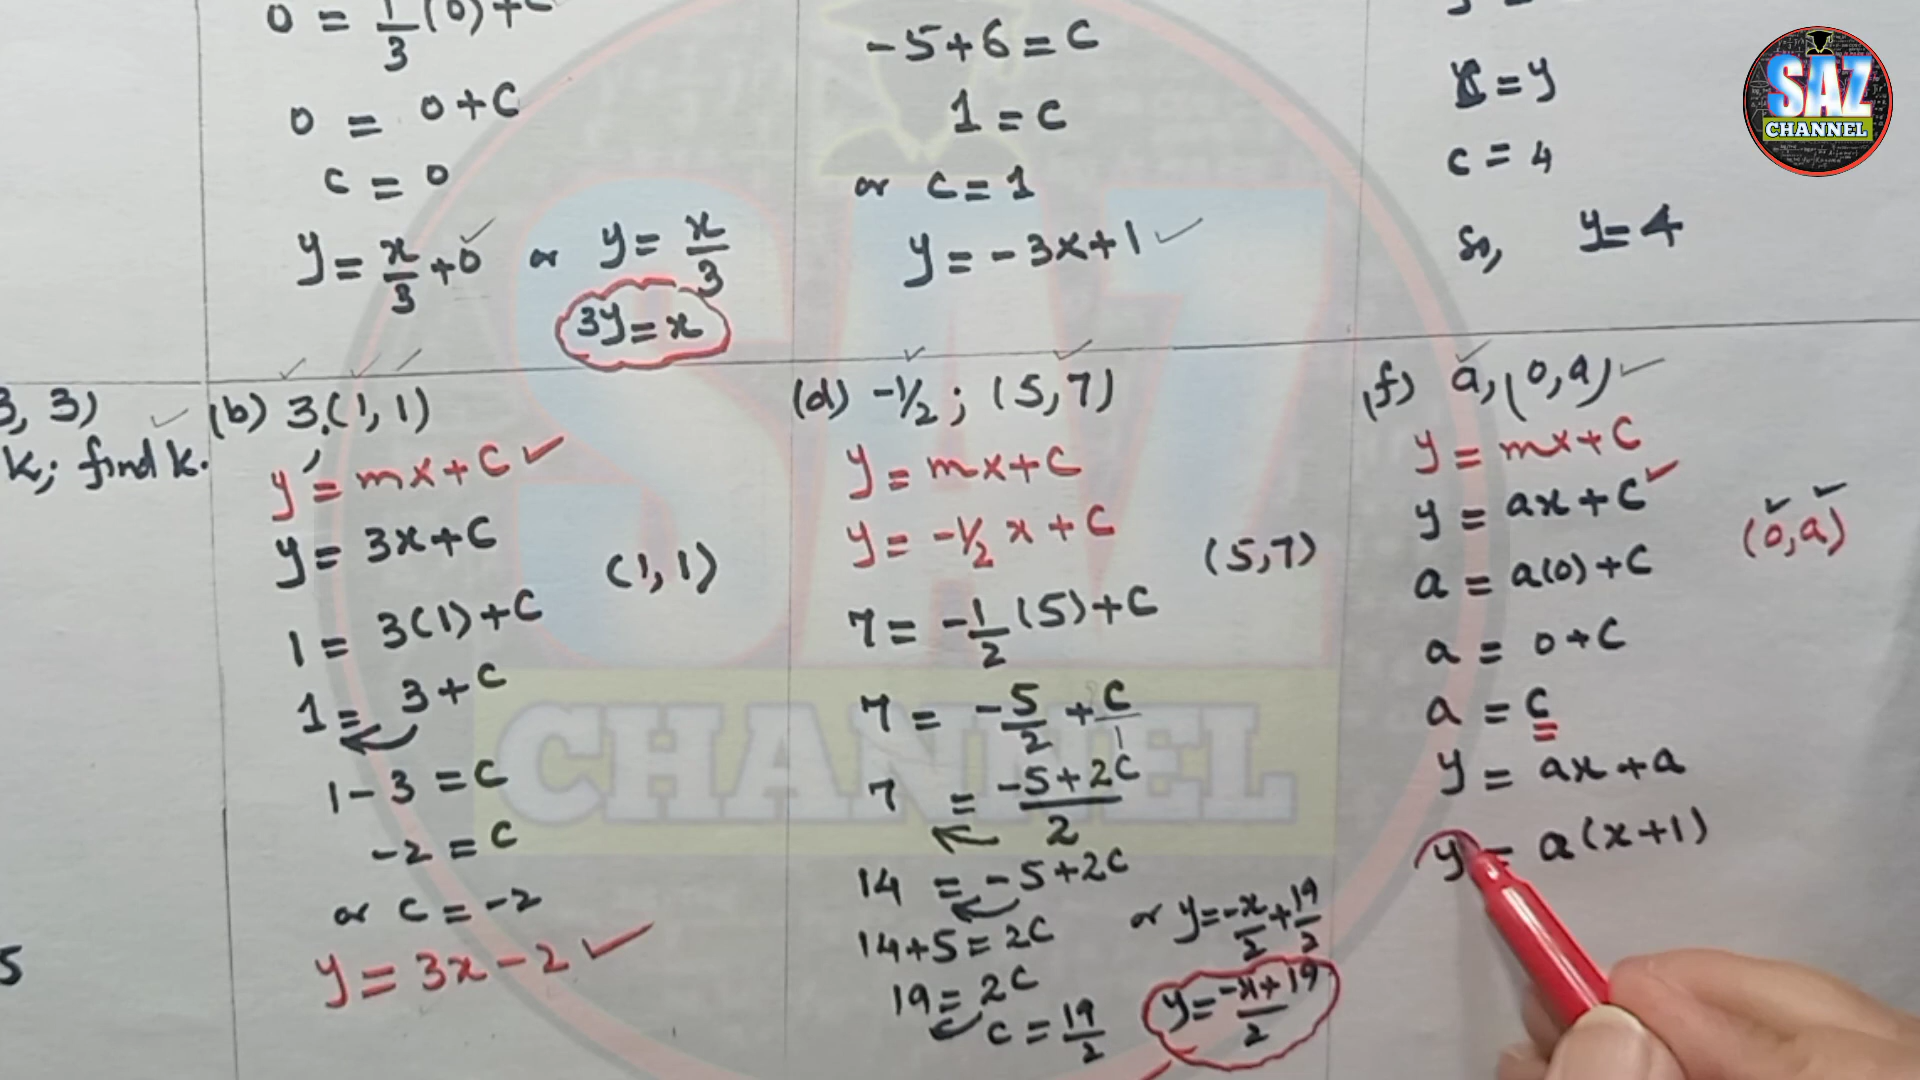 0 = 1/3 (0) + C
0 = 0 + C
c = 0
y = x/3 + 0 or y = x/3
3y = x
-5 + 6 = c
1 = c
or c = 1
y = -3x + 1
= y
c = 4
So, y = 4
SAZ
CHANNEL
3, 3)
k; find k.
5
(b) 3, (1, 1)
y = mx + c
y = 3x + c
(1, 1)
1 = 3(1) + c
1 = 3 + c
1 - 3 = c
-2 = c
or c = -2
y = 3x - 2
(d) -1/2 ; (5, 7)
y = mx + c
y = -1/2 x + c
(5, 7)
7 = -1/2 (5) + c
7 = -5/2 + c/1
7 = -5 + 2c / 2
14 = -5 + 2c
14 + 5 = 2c
19 = 2c
c = 19/2
or y = -x/2 + 19/2
y = -x + 19 / 2
(f) a, (0, a)
y = mx + c
y = ax + c
(0, a)
a = a(0) + c
a = 0 + c
a = c
y = ax + a
y = a(x + 1)
SAZ
CHANNEL